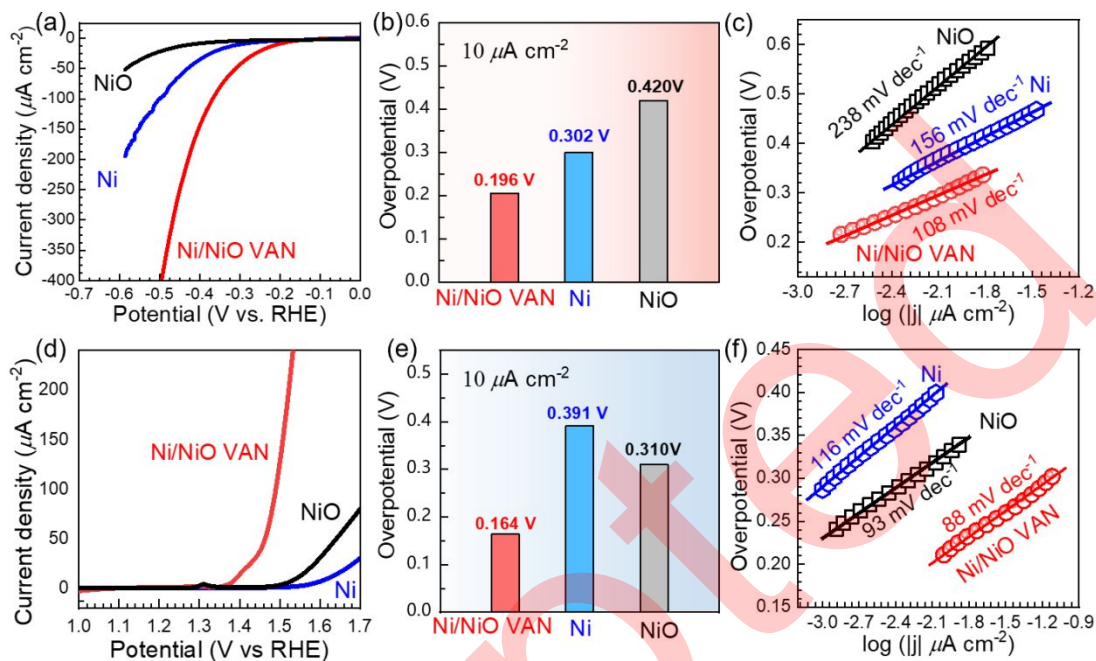 (a)
Current density (μA cm⁻²)
0
-50
-100
-150
-200
-250
-300
-350
-400
NiO
Ni
Ni/NiO VAN
-0.7 -0.6 -0.5 -0.4 -0.3 -0.2 -0.1 0.0
Potential (V vs. RHE)
(b)
Overpotential (V)
0.6
0.5
0.4
0.3
0.2
0.1
0.0
10 μA cm⁻²
0.196 V
0.302 V
0.420V
Ni/NiO VAN Ni NiO
(c)
Overpotential (V)
0.6
0.5
0.4
0.3
0.2
NiO
238 mV dec⁻¹
Ni
156 mV dec⁻¹
108 mV dec⁻¹
Ni/NiO VAN
-3.0 -2.7 -2.4 -2.1 -1.8 -1.5 -1.2
log (|j| μA cm⁻²)
(d)
Current density (μA cm⁻²)
200
150
100
50
0
Ni/NiO VAN
NiO
Ni
1.0 1.1 1.2 1.3 1.4 1.5 1.6 1.7
Potential (V vs. RHE)
(e)
Overpotential (V)
0.5
0.4
0.3
0.2
0.1
0.0
10 μA cm⁻²
0.164 V
0.391 V
0.310V
Ni/NiO VAN Ni NiO
(f)
Overpotential (V)
0.45
0.40
0.35
0.30
0.25
0.20
0.15
Ni
116 mV dec⁻¹
NiO
93 mV dec⁻¹
88 mV dec⁻¹
Ni/NiO VAN
-3.0 -2.7 -2.4 -2.1 -1.8 -1.5 -1.2 -0.9
log (|j| μA cm⁻²)